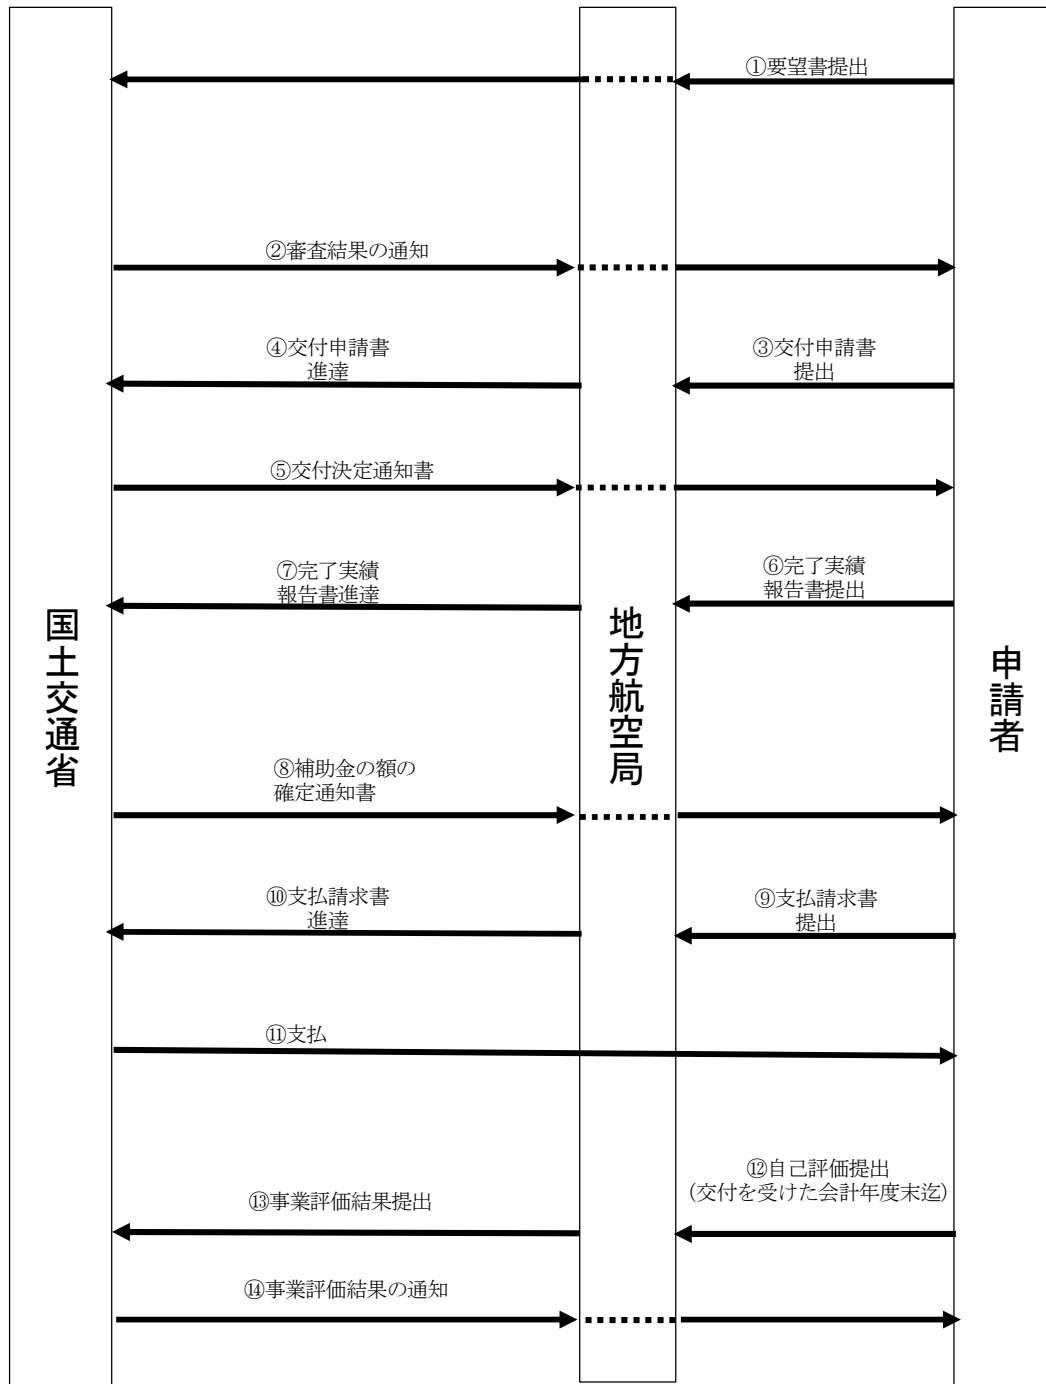 ①要望書提出
②審査結果の通知
④交付申請書
進達
③交付申請書
提出
⑤交付決定通知書
⑦完了実績
報告書進達
⑥完了実績
報告書提出
国土交通省
地方航空局
申請者
⑧補助金の額の
確定通知書
⑩支払請求書
進達
⑨支払請求書
提出
⑪支払
⑫自己評価提出
(交付を受けた会計年度末迄)
⑬事業評価結果提出
⑭事業評価結果の通知